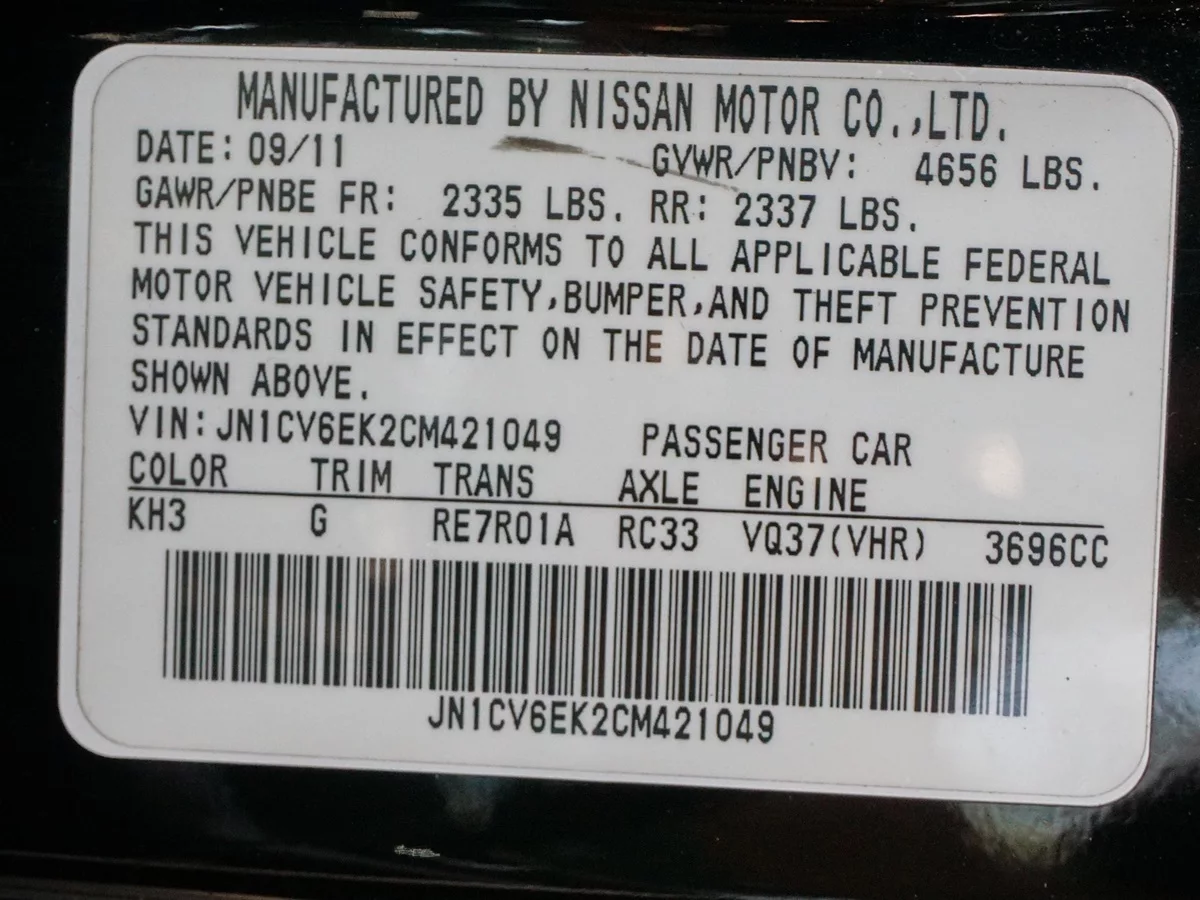 MANUFACTURED BY NISSAN MOTOR CO.,LTD.
DATE: 09/11 GVWR/PNBV: 4656 LBS.
GAWR/PNBE FR: 2335 LBS. RR: 2337 LBS.
THIS VEHICLE CONFORMS TO ALL APPLICABLE FEDERAL
MOTOR VEHICLE SAFETY,BUMPER,AND THEFT PREVENTION
STANDARDS IN EFFECT ON THE DATE OF MANUFACTURE
SHOWN ABOVE.
VIN:JN1CV6EK2CM421049 PASSENGER CAR
COLOR TRIM TRANS AXLE ENGINE
KH3 G RE7R01A RC33 VQ37(VHR) 3696CC
JN1CV6EK2CM421049